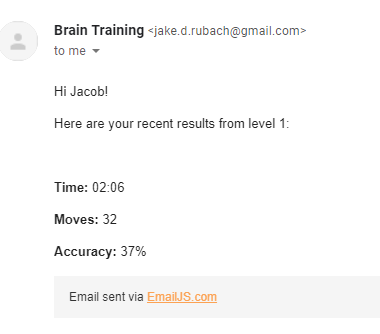 Brain Training <jake.d.rubach@gmail.com>
to me
Hi Jacob!
Here are your recent results from level 1:
Time: 02:06
Moves: 32
Accuracy: 37%
Email sent via EmailJS.com